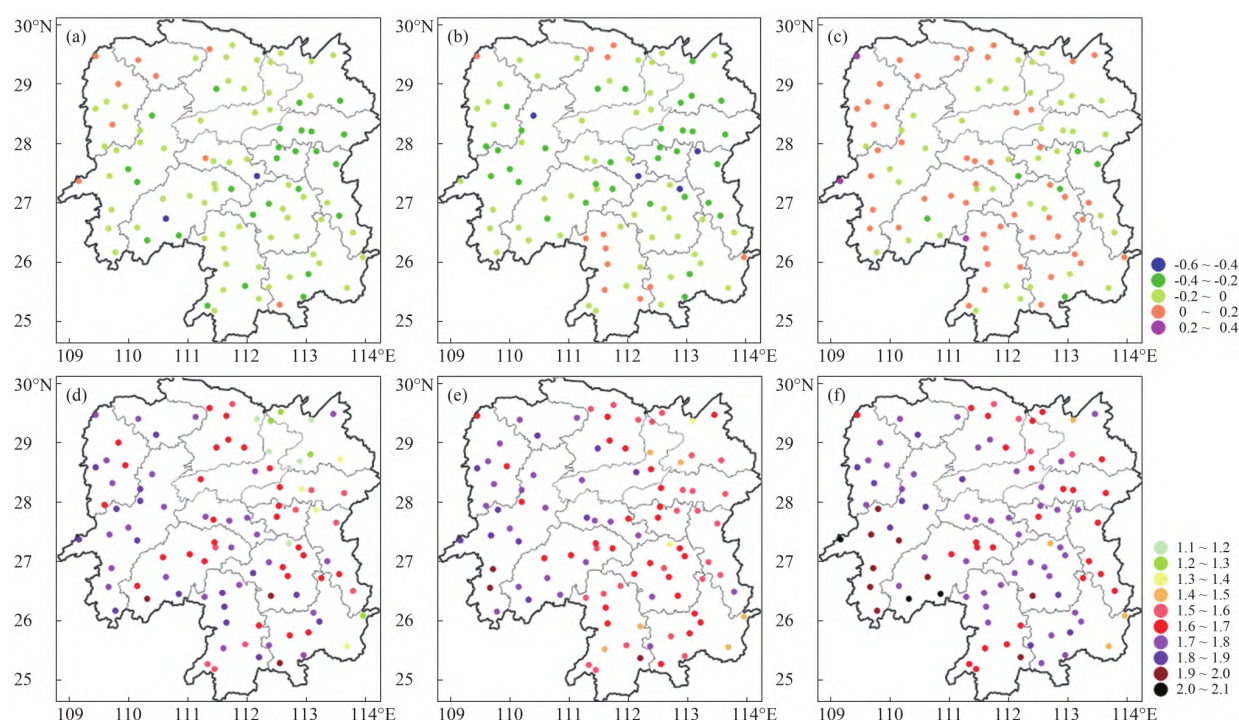 30°N
29
28
27
26
25
(a)
109
110
111
112
113
114°E
30°N
29
28
27
26
25
(b)
109
110
111
112
113
114°E
30°N
29
28
27
26
25
(c)
109
110
111
112
113
114°E
-0.6 ~ -0.4
-0.4 ~ -0.2
-0.2 ~ 0
0 ~ 0.2
0.2 ~ 0.4
30°N
29
28
27
26
25
(d)
109
110
111
112
113
114°E
30°N
29
28
27
26
25
(e)
109
110
111
112
113
114°E
30°N
29
28
27
26
25
(f)
109
110
111
112
113
114°E
1.1 ~ 1.2
1.2 ~ 1.3
1.3 ~ 1.4
1.4 ~ 1.5
1.5 ~ 1.6
1.6 ~ 1.7
1.7 ~ 1.8
1.8 ~ 1.9
1.9 ~ 2.0
2.0 ~ 2.1